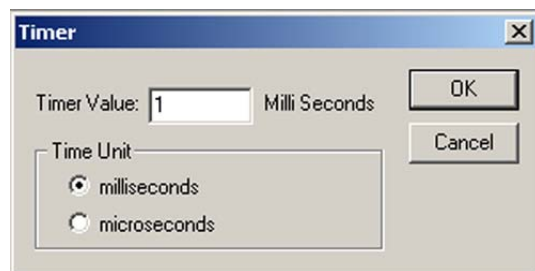 Timer
Timer Value: 1 Milli Seconds
OK
Cancel
Time Unit
milliseconds
microseconds